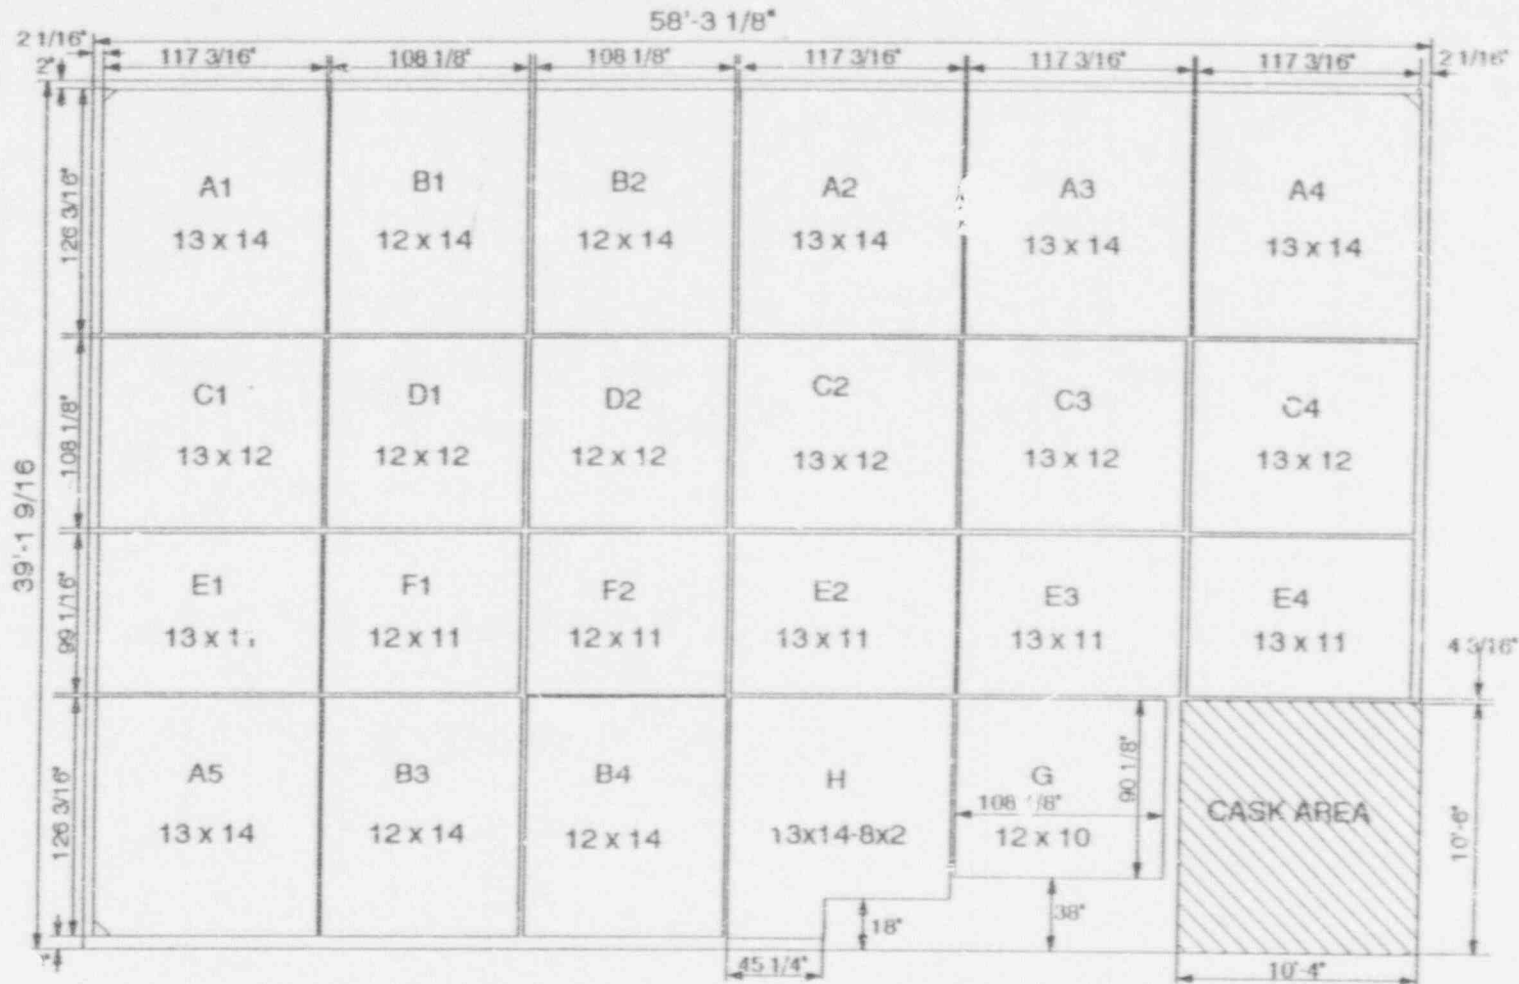 58'-3 1/8"
2 1/16" 117 3/16" 108 1/8" 108 1/8" 117 3/16" 117 3/16" 117 3/16" 2 1/16"
2"
A1 B1 B2 A2 A3 A4
126 3/16"
13 x 14 12 x 14 12 x 14 13 x 14 13 x 14 13 x 14
C1 D1 D2 C2 C3 C4
108 1/8"
13 x 12 12 x 12 12 x 12 13 x 12 13 x 12 13 x 12
39'-1 9/16
E1 F1 F2 E2 E3 E4
99 1/16"
13 x 12 x 11 12 x 11 13 x 11 13 x 11 13 x 11
4 3/16"
A5 B3 B4 H G
90 1/8"
108 1/8"
CASK AREA
126 3/16"
13 x 14 12 x 14 12 x 14 13x14-8x2 12 x 10
10'-6"
18" 38"
45 1/4" 10'-4"